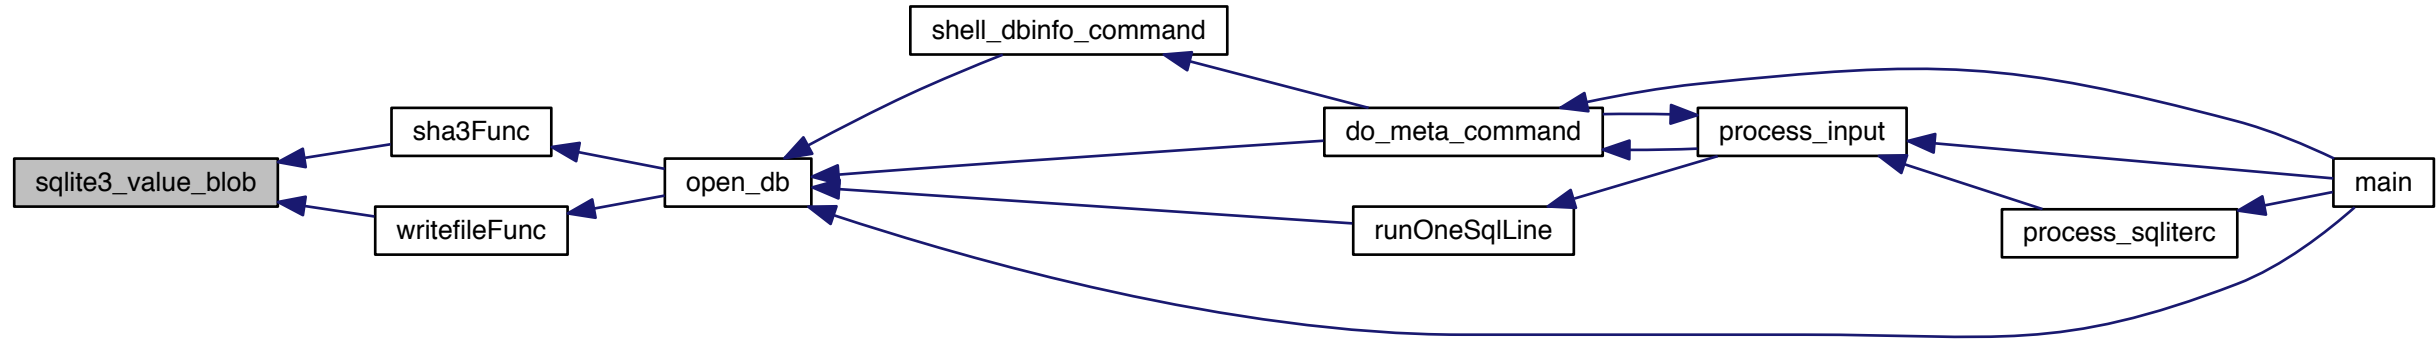 shell_dbinfo_command
sha3Func
do_meta_command
process_input
sqlite3_value_blob
open_db
main
writefileFunc
runOneSqlLine
process_sqliterc